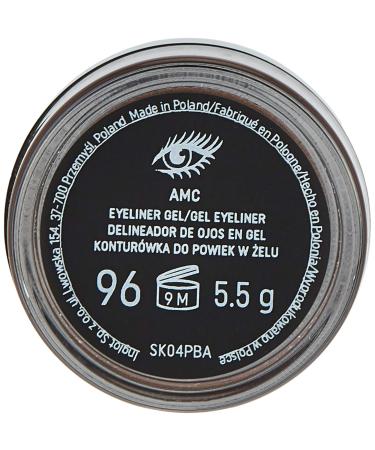 Inglot Sp. z o.o., ul. Lwowska 154, 37-700 Przemyśl, Poland Made in Poland/Fabriqué en Pologne/Hecho en Polonia/Wyprodukowano w Polsce
AMC
EYELINER GEL/GEL EYELINER
DELINEADOR DE OJOS EN GEL
KONTURÓWKA DO POWIEK W ŻELU
96 9 M 5.5 g
SK04PBA